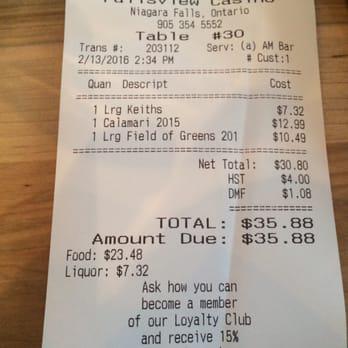 Fallsview Casino
Niagara Falls, Ontario
905 354 5552
Table #30
Trans #: 203112 Serv: (a) AM Bar
2/13/2016 2:34 PM # Cust:1
Quan Descript Cost
1 Lrg Keiths $7.32
1 Calamari 2015 $12.99
1 Lrg Field of Greens 201 $10.49
Net Total: $30.80
HST $4.00
DMF $1.08
TOTAL: $35.88
Amount Due: $35.88
Food: $23.48
Liquor: $7.32
Ask how you can
become a member
of our Loyalty Club
and receive 15%